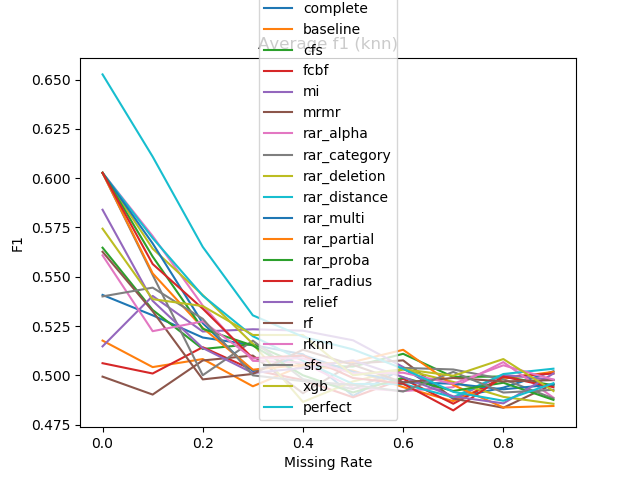 complete
Average f1 (knn)
baseline
cfs
fcbf
mi
mrmr
rar_alpha
rar_category
rar_deletion
rar_distance
rar_multi
rar_partial
rar_proba
rar_radius
relief
rf
rknn
sfs
xgb
perfect
0.650
0.625
0.600
0.575
0.550
0.525
0.500
0.475
F1
0.0 0.2 0.4 0.6 0.8
Missing Rate